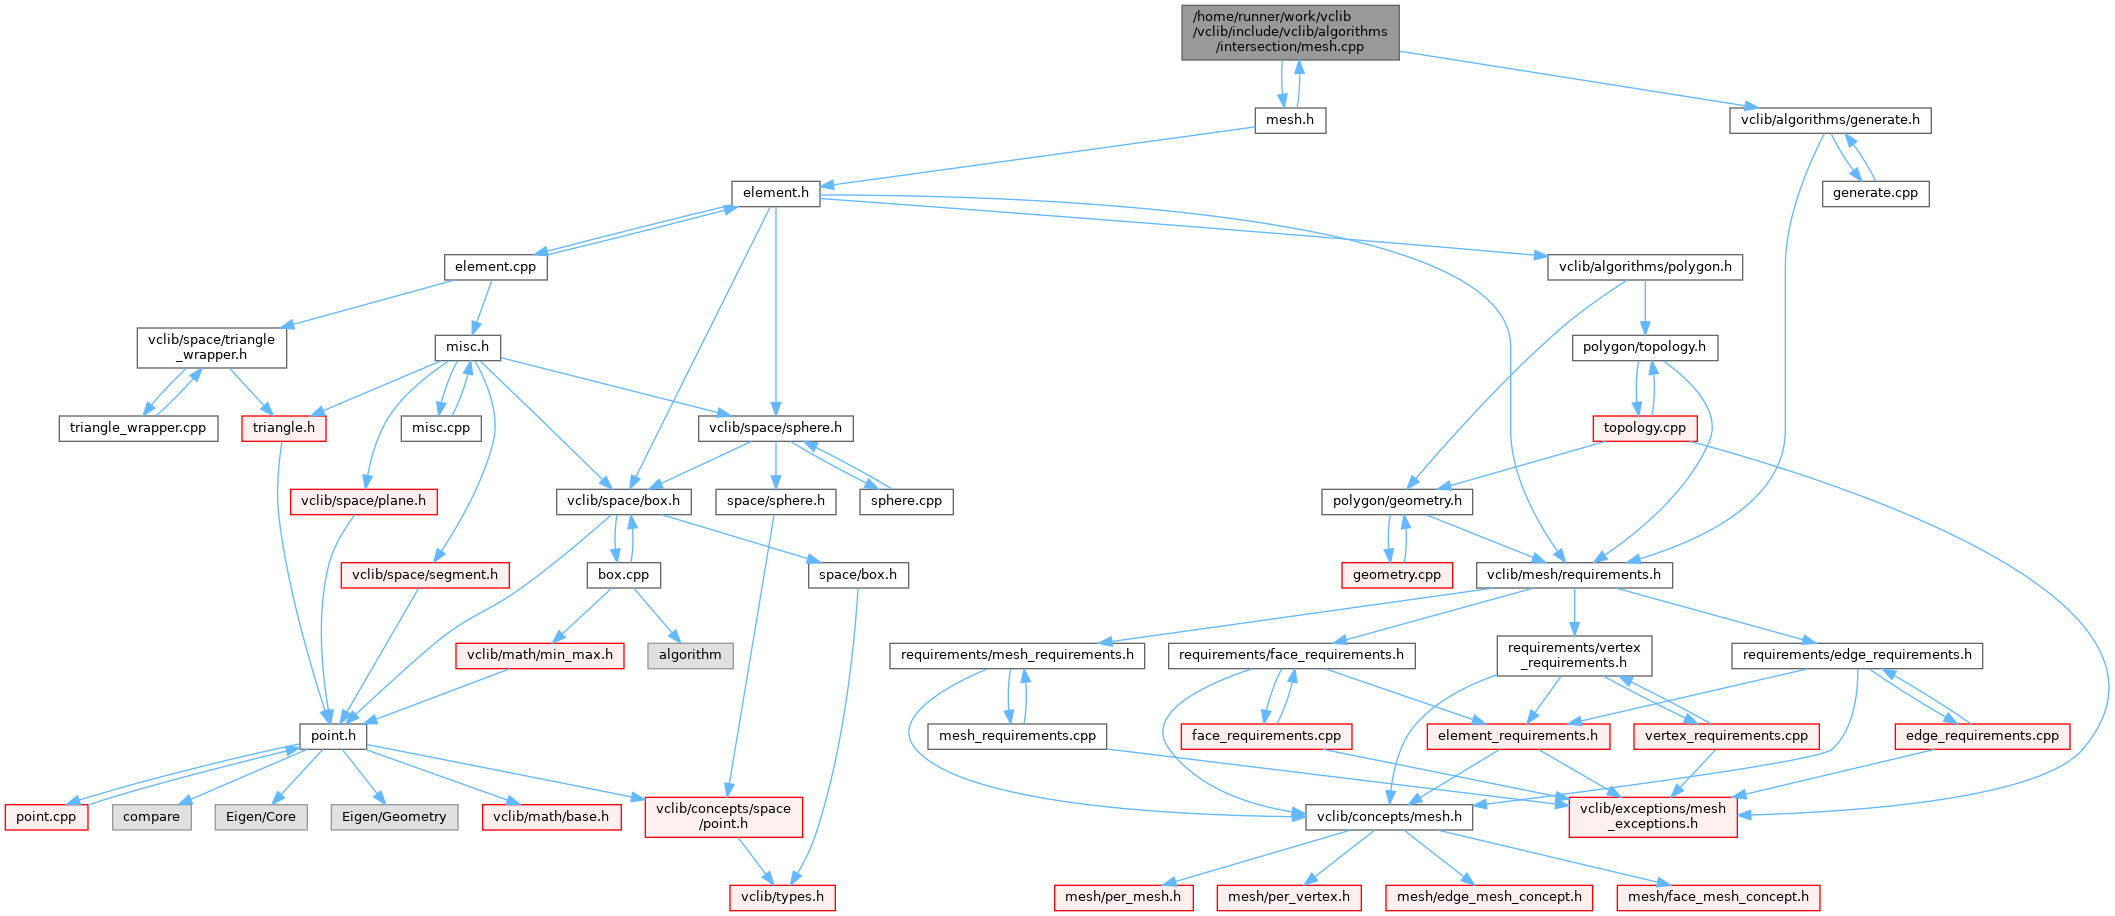 /home/runner/work/vclib
/vclib/include/vclib/algorithms
/intersection/mesh.cpp
mesh.h
vclib/algorithms/generate.h
element.h
generate.cpp
element.cpp
vclib/algorithms/polygon.h
vclib/space/triangle
_wrapper.h
misc.h
polygon/topology.h
triangle_wrapper.cpp
triangle.h
misc.cpp
vclib/space/sphere.h
topology.cpp
vclib/space/plane.h
vclib/space/box.h
space/sphere.h
sphere.cpp
polygon/geometry.h
vclib/space/segment.h
box.cpp
space/box.h
geometry.cpp
vclib/mesh/requirements.h
vclib/math/min_max.h
algorithm
requirements/mesh_requirements.h
requirements/face_requirements.h
requirements/vertex
_requirements.h
requirements/edge_requirements.h
point.h
mesh_requirements.cpp
face_requirements.cpp
element_requirements.h
vertex_requirements.cpp
edge_requirements.cpp
point.cpp
compare
Eigen/Core
Eigen/Geometry
vclib/math/base.h
vclib/concepts/space
/point.h
vclib/concepts/mesh.h
vclib/exceptions/mesh
_exceptions.h
vclib/types.h
mesh/per_mesh.h
mesh/per_vertex.h
mesh/edge_mesh_concept.h
mesh/face_mesh_concept.h